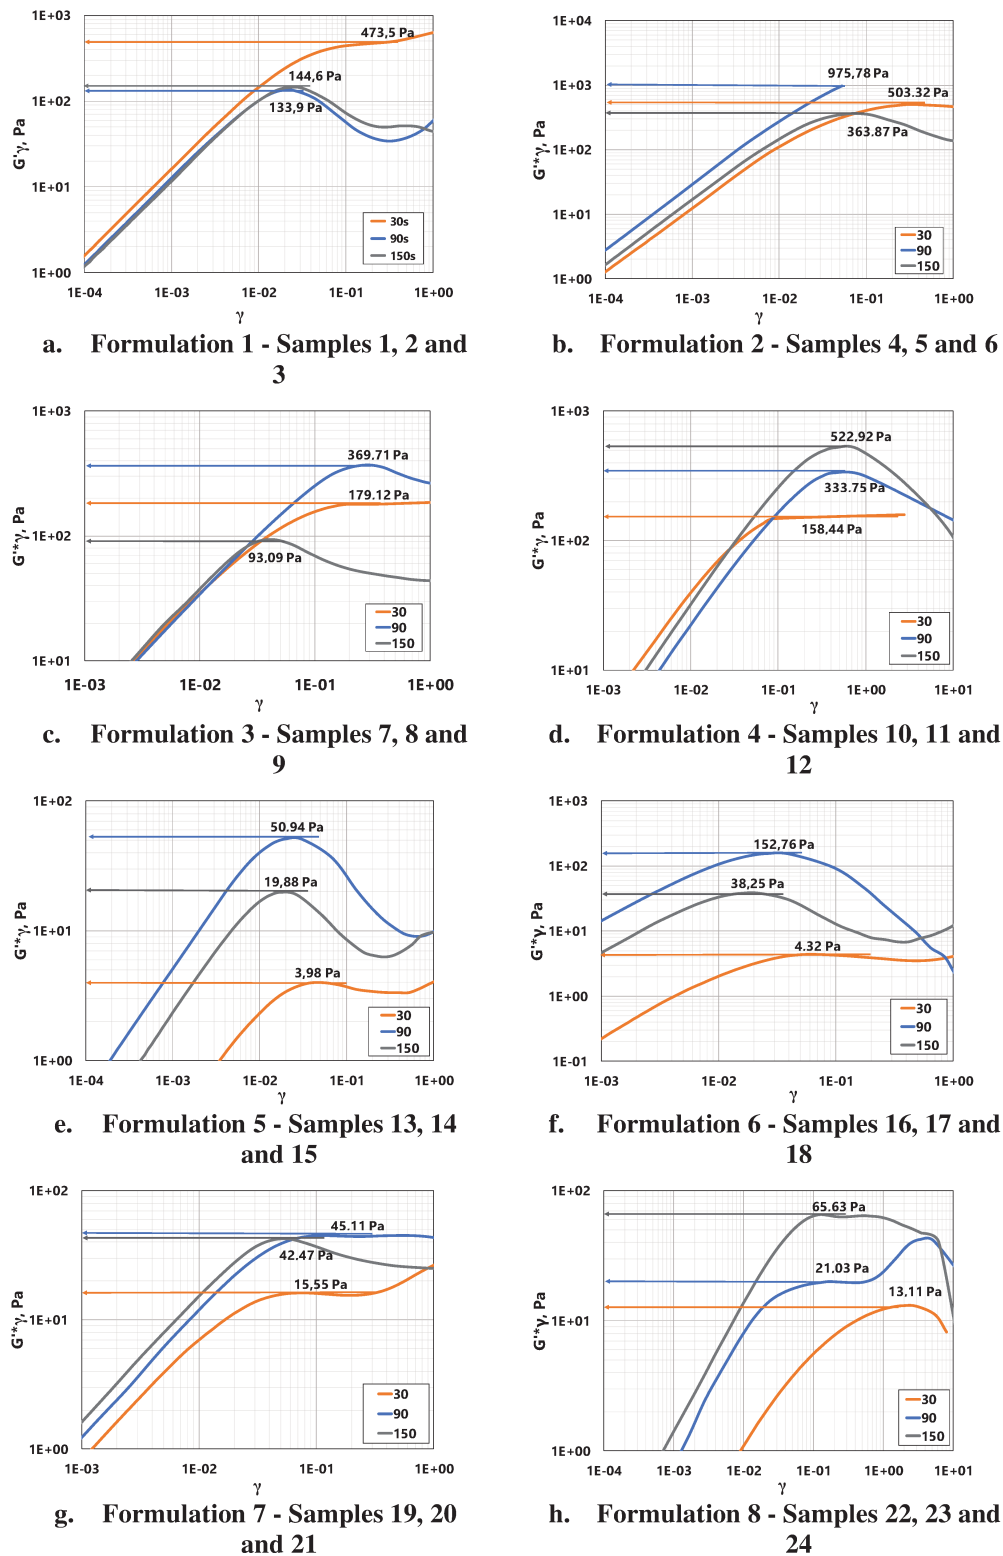 1E+03
473,5 Pa
144,6 Pa
1E+02
133,9 Pa
G'γ, Pa
1E+01
30s
90s
150s
1E+00
1E-04 1E-03 1E-02 1E-01 1E+00
γ
a. Formulation 1 - Samples 1, 2 and
3
1E+04
975,78 Pa
1E+03
503.32 Pa
363.87 Pa
1E+02
G'*γ, Pa
1E+01
30
90
150
1E+00
1E-04 1E-03 1E-02 1E-01 1E+00
γ
b. Formulation 2 - Samples 4, 5 and 6
1E+03
369.71 Pa
179.12 Pa
1E+02
93,09 Pa
G'*γ, Pa
30
90
150
1E+01
1E-03 1E-02 1E-01 1E+00
γ
c. Formulation 3 - Samples 7, 8 and
9
1E+03
522,92 Pa
333.75 Pa
158,44 Pa
1E+02
G'*γ, Pa
30
90
150
1E+01
1E-03 1E-02 1E-01 1E+00 1E+01
γ
d. Formulation 4 - Samples 10, 11 and
12
1E+02
50.94 Pa
19,88 Pa
1E+01
G'*γ, Pa
3,98 Pa
30
90
150
1E+00
1E-04 1E-03 1E-02 1E-01 1E+00
γ
e. Formulation 5 - Samples 13, 14
and 15
1E+03
152,76 Pa
1E+02
38,25 Pa
1E+01
4.32 Pa
G'*γ, Pa
1E+00
30
90
150
1E-01
1E-03 1E-02 1E-01 1E+00
γ
f. Formulation 6 - Samples 16, 17 and
18
1E+02
45.11 Pa
42.47 Pa
15,55 Pa
1E+01
G'*γ, Pa
30
90
150
1E+00
1E-03 1E-02 1E-01 1E+00
γ
g. Formulation 7 - Samples 19, 20
and 21
1E+02
65.63 Pa
21.03 Pa
13,11 Pa
1E+01
G'*γ, Pa
30
90
150
1E+00
1E-04 1E-03 1E-02 1E-01 1E+00 1E+01
γ
h. Formulation 8 - Samples 22, 23 and
24